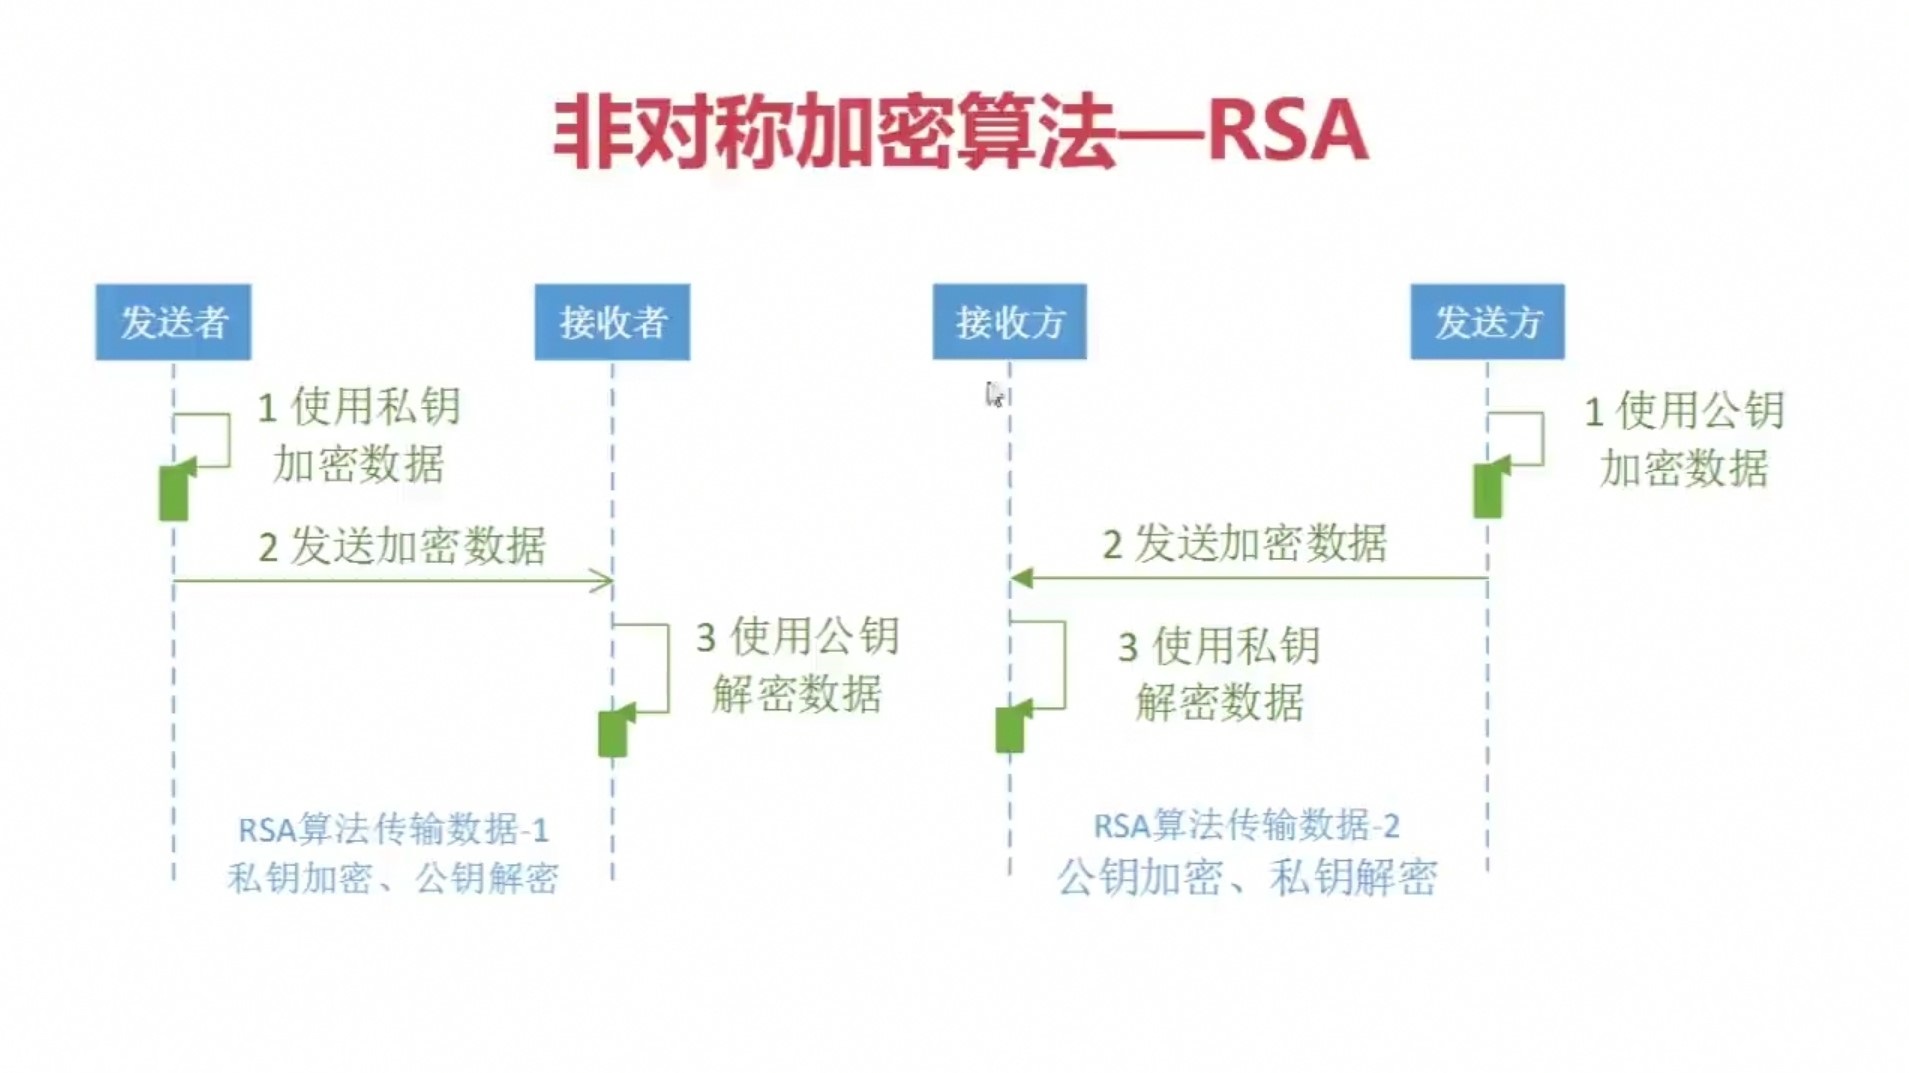 非对称加密算法—RSA
发送者
接收者
接收方
发送方
1 使用私钥
加密数据
2 发送加密数据
3 使用公钥
解密数据
RSA算法传输数据-1
私钥加密、公钥解密
1 使用公钥
加密数据
2 发送加密数据
3 使用私钥
解密数据
RSA算法传输数据-2
公钥加密、私钥解密